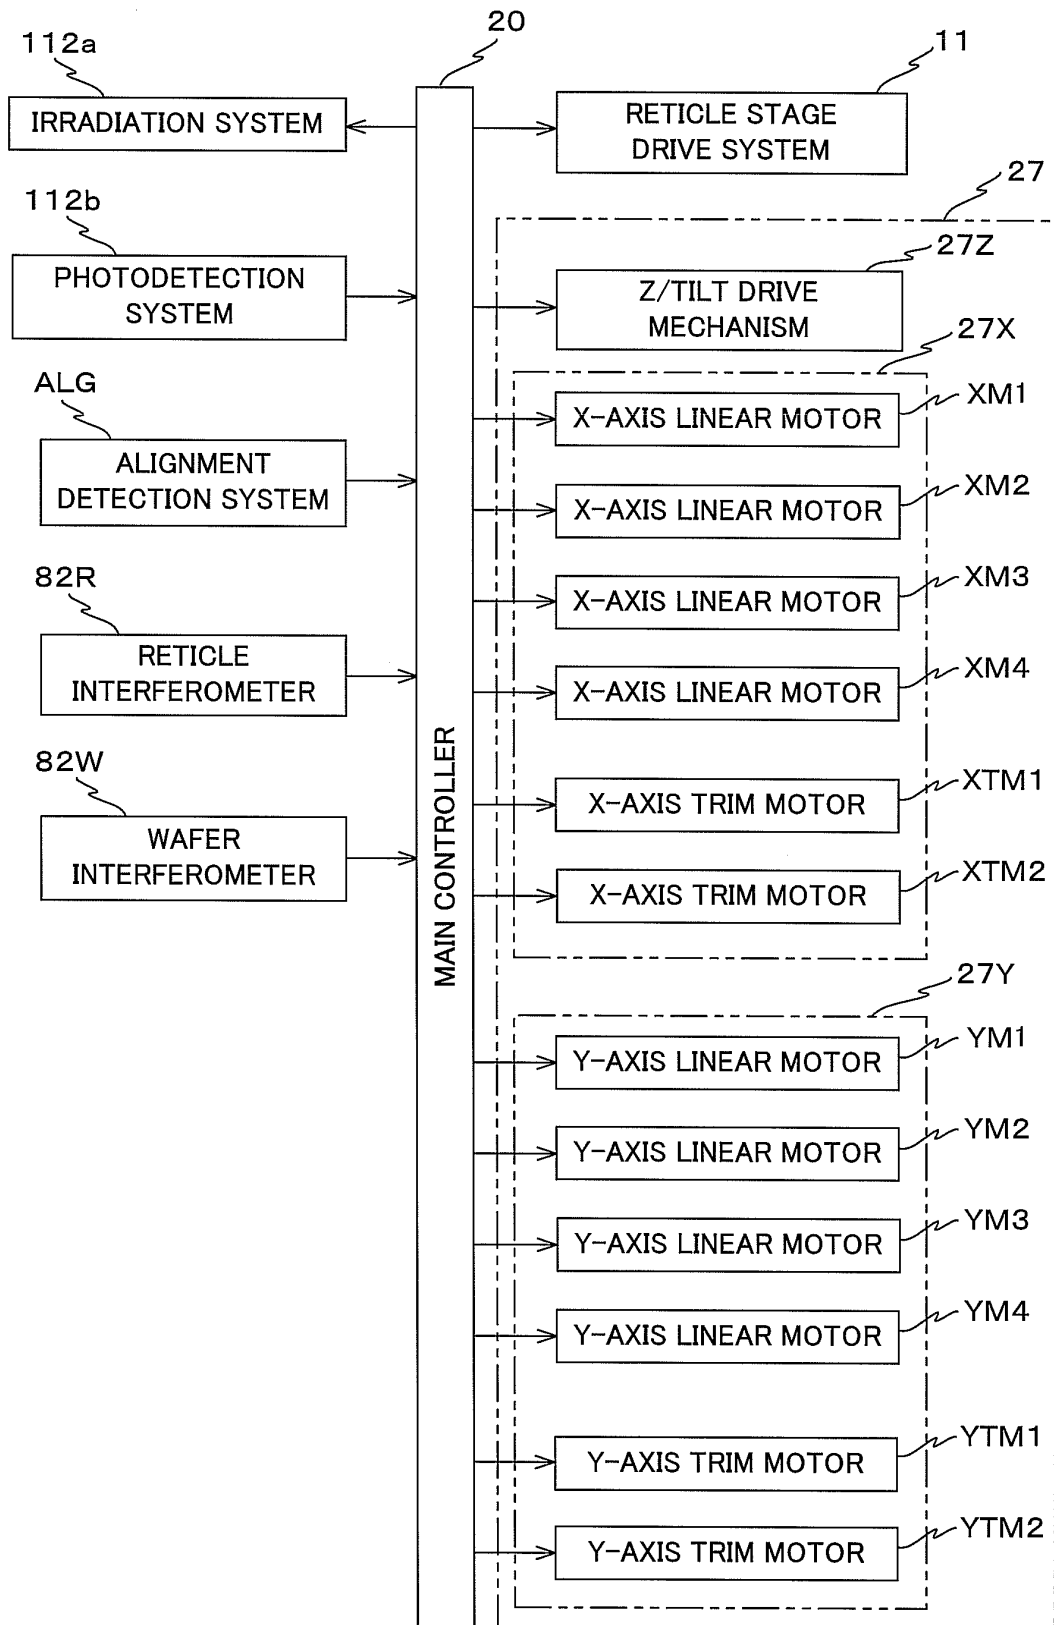 20
112a
IRRADIATION SYSTEM
11
RETICLE STAGE
DRIVE SYSTEM
27
112b
PHOTODETECTION
SYSTEM
27Z
Z/TILT DRIVE
MECHANISM
27X
ALG
ALIGNMENT
DETECTION SYSTEM
X-AXIS LINEAR MOTOR
XM1
X-AXIS LINEAR MOTOR
XM2
82R
RETICLE
INTERFEROMETER
X-AXIS LINEAR MOTOR
XM3
X-AXIS LINEAR MOTOR
XM4
82W
WAFER
INTERFEROMETER
MAIN CONTROLLER
X-AXIS TRIM MOTOR
XTM1
X-AXIS TRIM MOTOR
XTM2
27Y
Y-AXIS LINEAR MOTOR
YM1
Y-AXIS LINEAR MOTOR
YM2
Y-AXIS LINEAR MOTOR
YM3
Y-AXIS LINEAR MOTOR
YM4
Y-AXIS TRIM MOTOR
YTM1
Y-AXIS TRIM MOTOR
YTM2